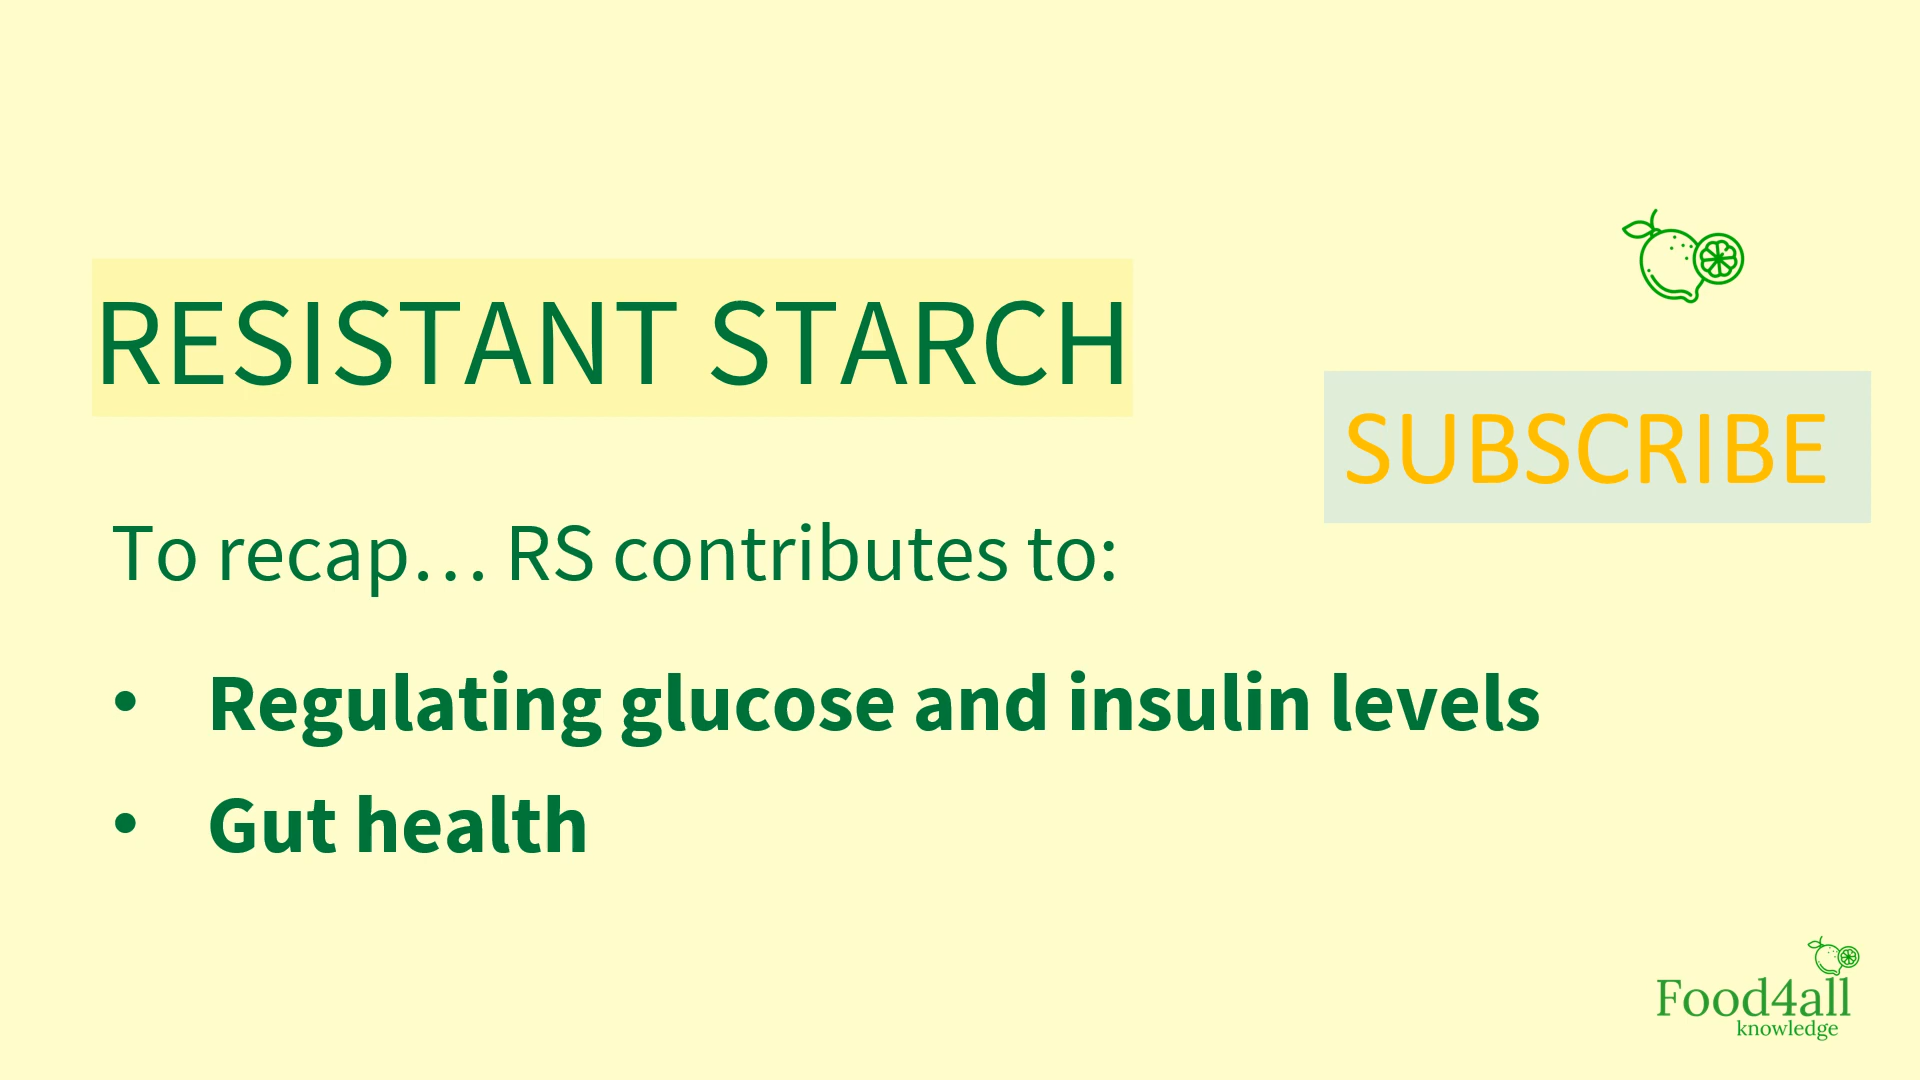 RESISTANT STARCH
SUBSCRIBE
To recap… RS contributes to:
• Regulating glucose and insulin levels
• Gut health
Food4all
knowledge